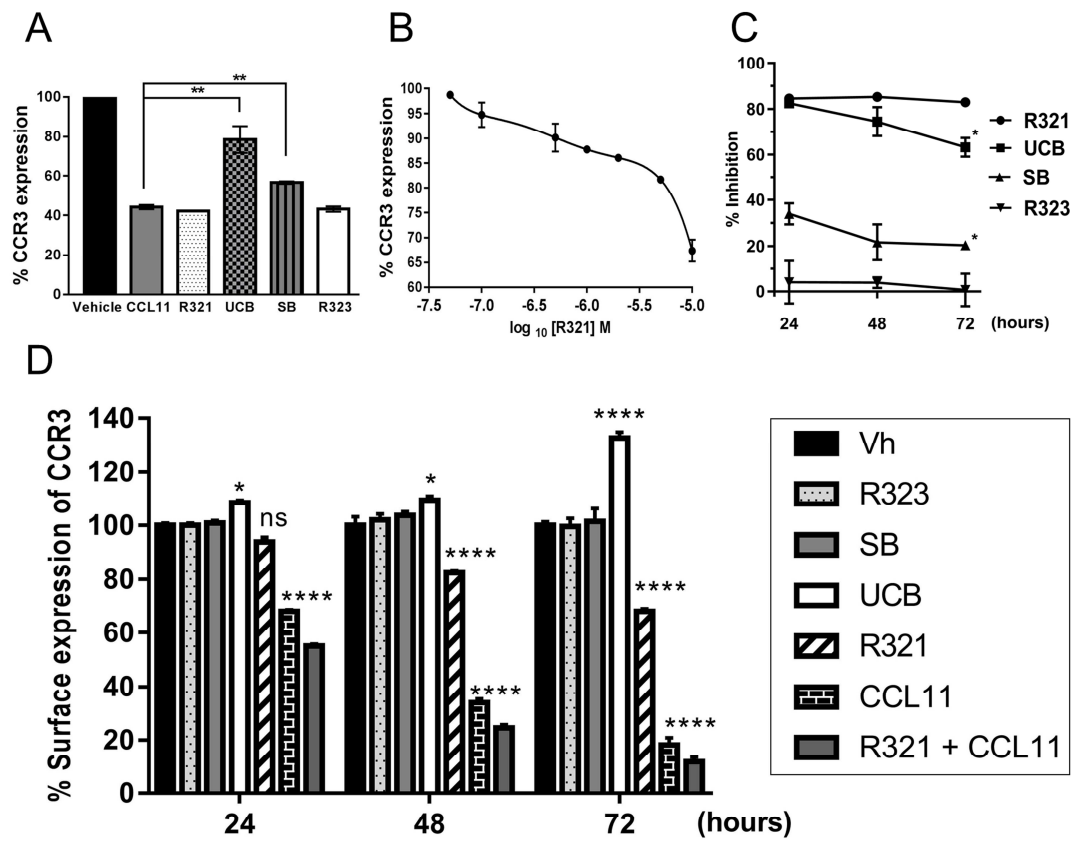 A
% CCR3 expression
100
80
60
40
20
0
**
**
Vehicle CCL11 R321 UCB SB R323
B
% CCR3 expression
100
95
90
85
80
75
70
65
60
-7.5 -7.0 -6.5 -6.0 -5.5 -5.0
log 10 [R321] M
C
% Inhibition
100
80
60
40
20
0
*
*
24 48 72 (hours)
R321
UCB
SB
R323
D
% Surface expression of CCR3
140
120
100
80
60
40
20
0
* ns ****
* **** ****
**** **** ****
24 48 72 (hours)
Vh
R323
SB
UCB
R321
CCL11
R321 + CCL11